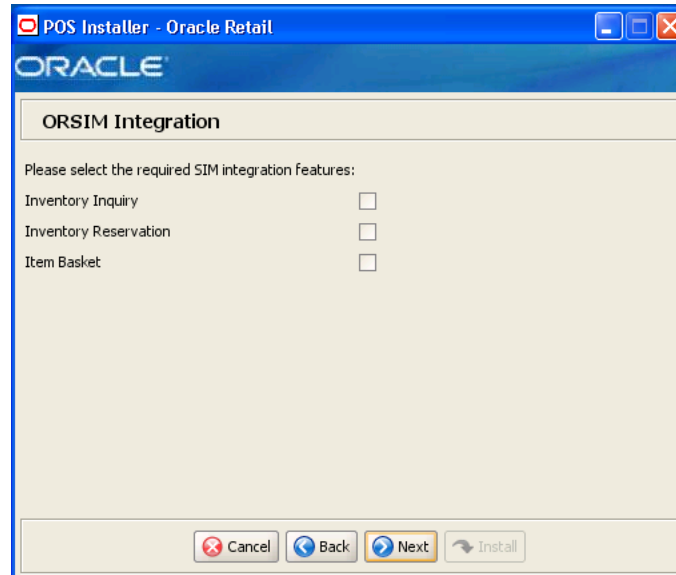 POS Installer - Oracle Retail
ORACLE
ORSIM Integration
Please select the required SIM integration features:
Inventory Inquiry
Inventory Reservation
Item Basket
Cancel
Back
Next
Install